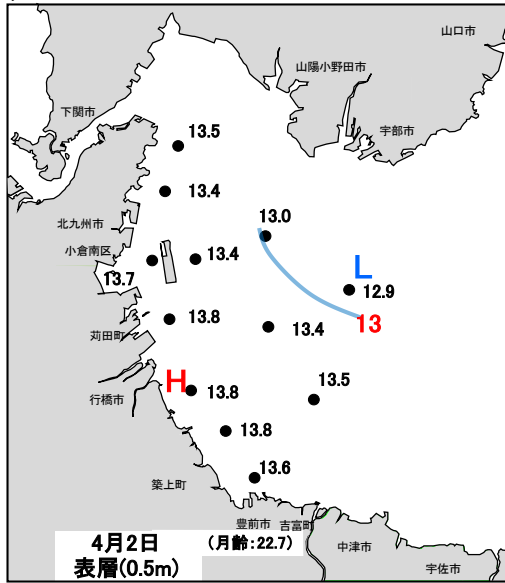 山口市
山陽小野田市
下関市
宇部市
13.5
13.4
北九州市
13.0
小倉南区
13.4
L
13.7
12.9
13.8
13
13.4
苅田町
H
13.8
13.5
行橋市
13.8
13.6
築上町
豊前市
吉富町
4月2日
(月齢:22.7)
中津市
表層(0.5m)
宇佐市